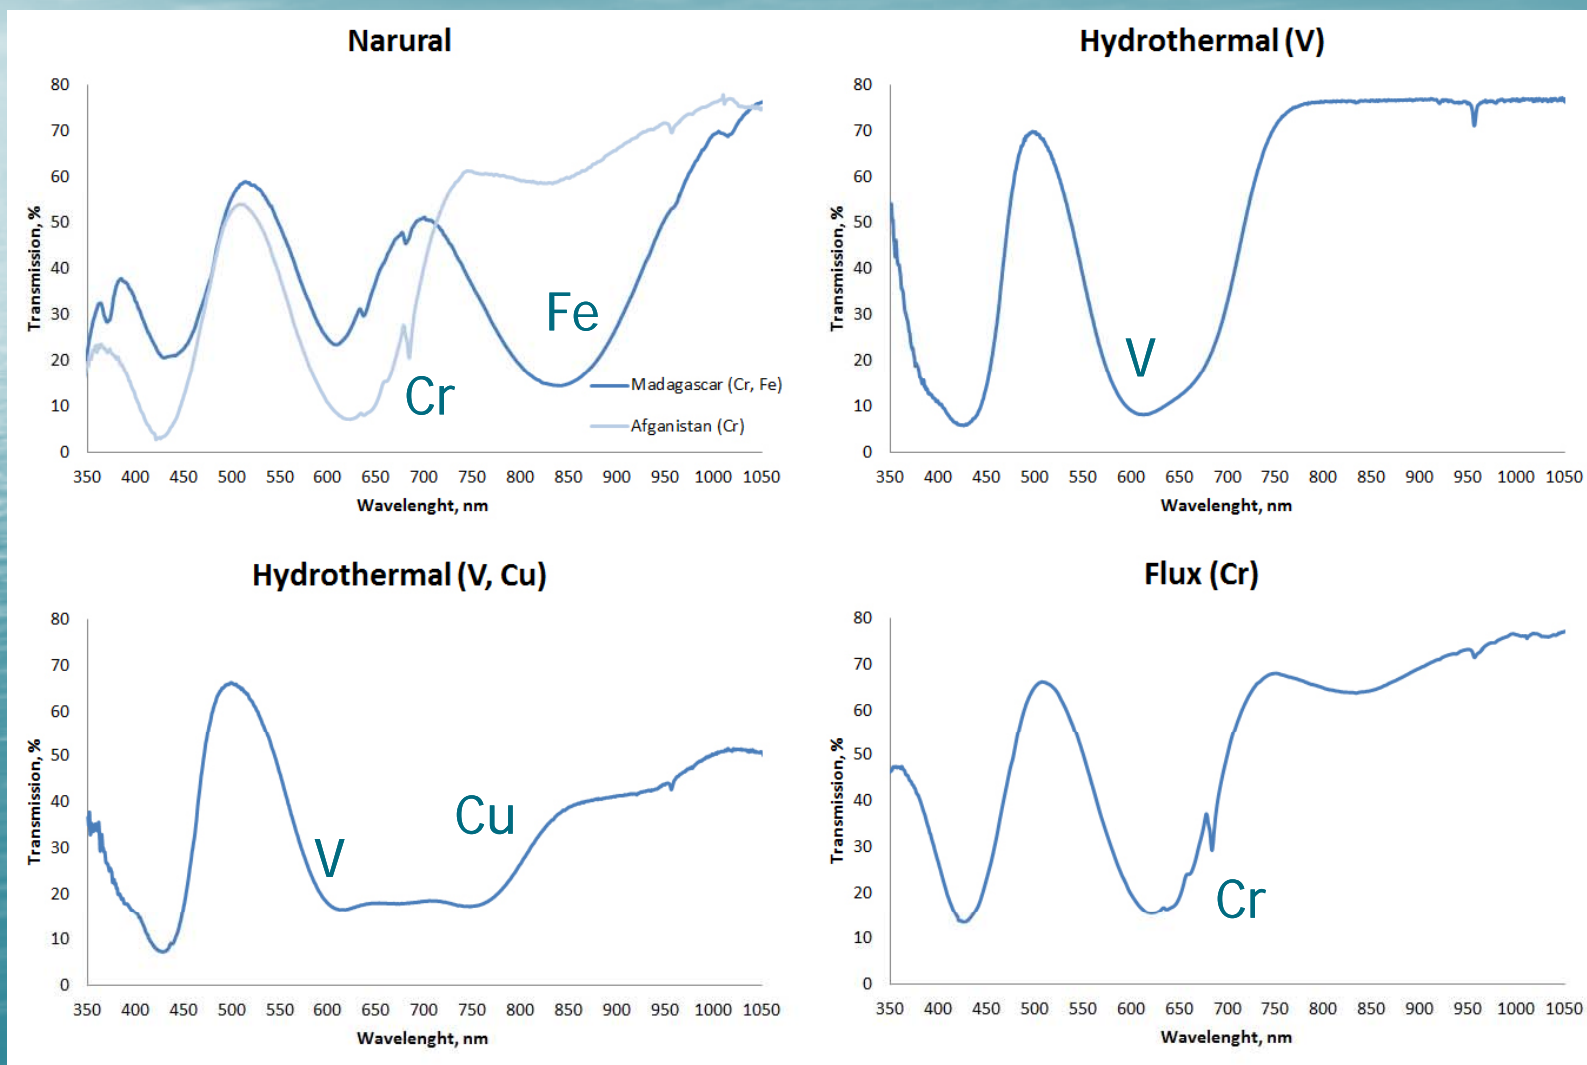 Narural
80
70
60
50
40
30
20
10
0
Transmission, %
Fe
Cr
Madagascar (Cr, Fe)
Afganistan (Cr)
350 400 450 500 550 600 650 700 750 800 850 900 950 1000 1050
Wavelenght, nm
Hydrothermal (V)
80
70
60
50
40
30
20
10
0
Transmission, %
V
350 400 450 500 550 600 650 700 750 800 850 900 950 1000 1050
Wavelenght, nm
Hydrothermal (V, Cu)
80
70
60
50
40
30
20
10
0
Transmission, %
Cu
V
350 400 450 500 550 600 650 700 750 800 850 900 950 1000 1050
Wavelenght, nm
Flux (Cr)
80
70
60
50
40
30
20
10
0
Transmission, %
Cr
350 400 450 500 550 600 650 700 750 800 850 900 950 1000 1050
Wavelenght, nm